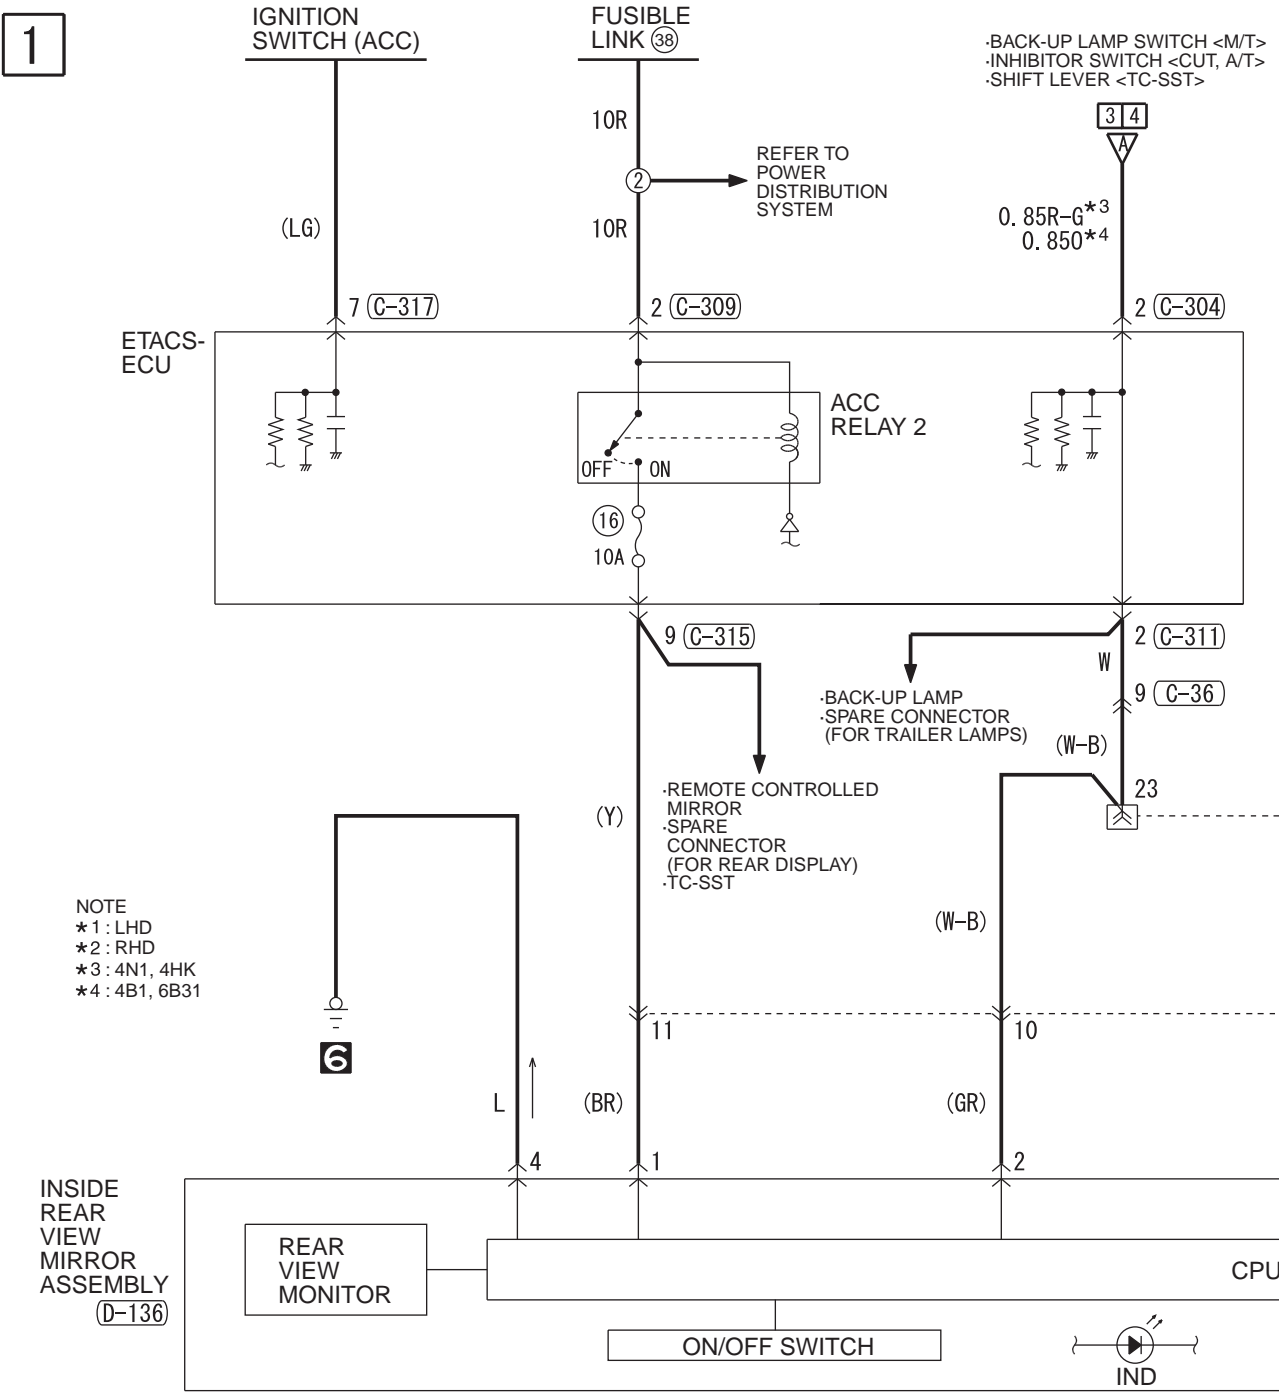 1
IGNITION
SWITCH (ACC)
FUSIBLE
LINK 38
·BACK-UP LAMP SWITCH <M/T>
·INHIBITOR SWITCH <CUT, A/T>
·SHIFT LEVER <TC-SST>
3 4
A
10R
2
REFER TO
POWER
DISTRIBUTION
SYSTEM
(LG)
10R
0.85R-G*3
0.85O*4
7 C-317
2 C-309
2 C-304
ETACS-
ECU
ACC
RELAY 2
OFF ON
16
10A
9 C-315
2 C-311
W
9 C-36
·BACK-UP LAMP
·SPARE CONNECTOR
(FOR TRAILER LAMPS)
(W-B)
23
·REMOTE CONTROLLED
MIRROR
·SPARE
CONNECTOR
(FOR REAR DISPLAY)
·TC-SST
(Y)
NOTE
*1 : LHD
*2 : RHD
*3 : 4N1, 4HK
*4 : 4B1, 6B31
(W-B)
6
11
10
L
(BR)
(GR)
4
1
2
INSIDE
REAR
VIEW
MIRROR
ASSEMBLY
D-136
REAR
VIEW
MONITOR
CPU
ON/OFF SWITCH
IND